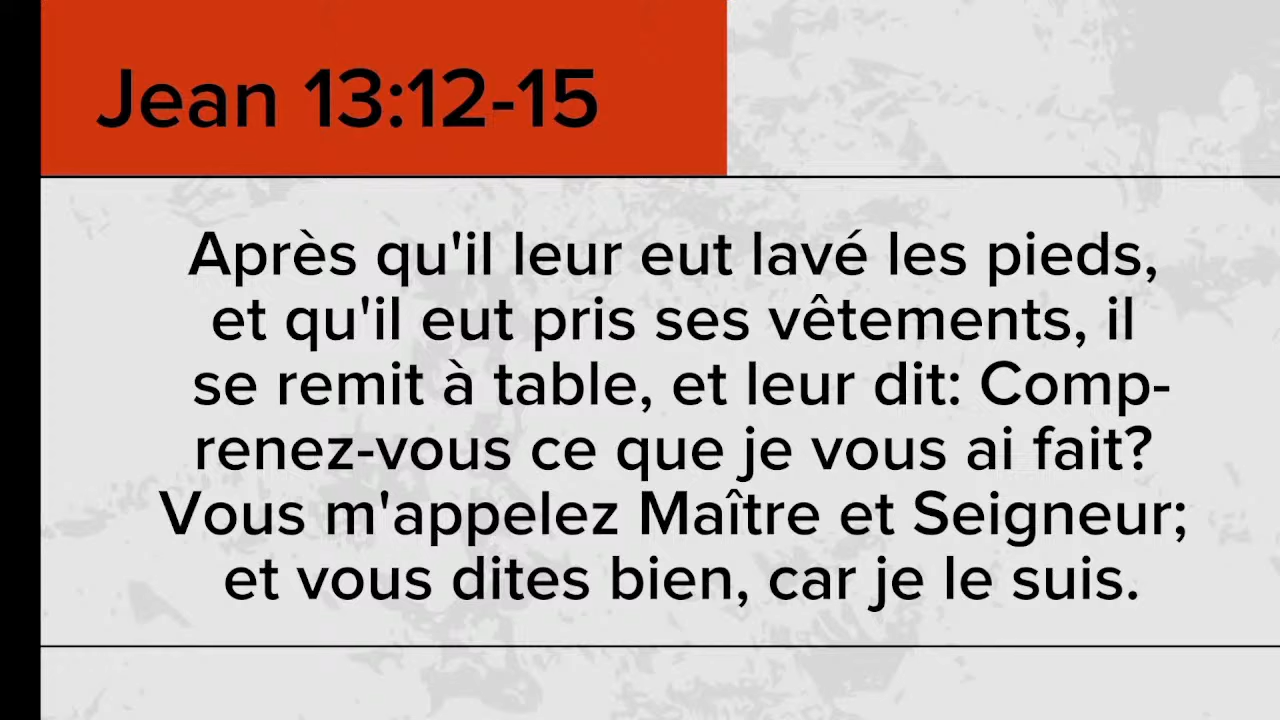 Jean 13:12-15
Après qu'il leur eut lavé les pieds,
et qu'il eut pris ses vêtements, il
se remit à table, et leur dit: Comp-
renez-vous ce que je vous ai fait?
Vous m'appelez Maître et Seigneur;
et vous dites bien, car je le suis.